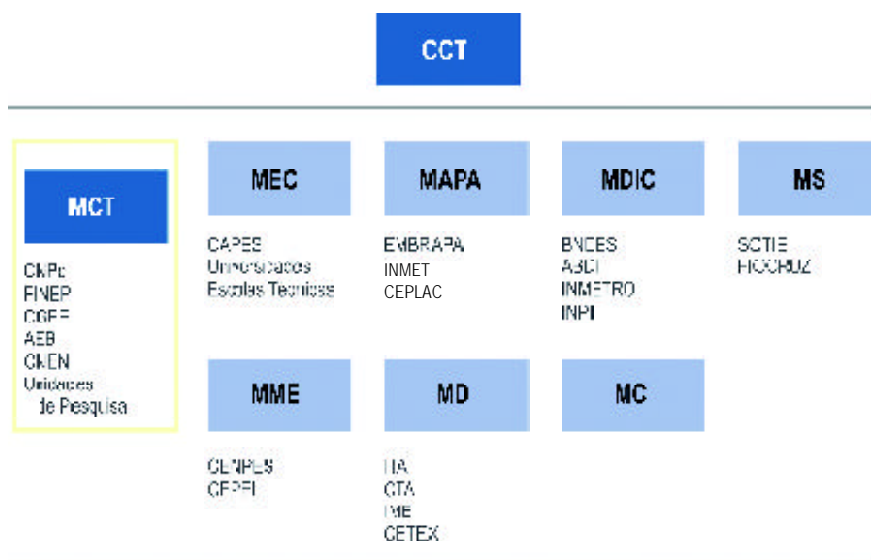 CCT
MCT
CNPq
FINEP
CGEE
AEB
CNEN
Unidades
de Pesquisa
MEC
CAPES
Universidades
Escolas Tecnicas
MAPA
EMBRAPA
INMET
CEPLAC
MDIC
BNDES
ABDI
INMETRO
INPI
MS
SCTIE
FIOCRUZ
MME
CENPES
CEPEL
MD
ITA
CTA
IME
CETEX
MC